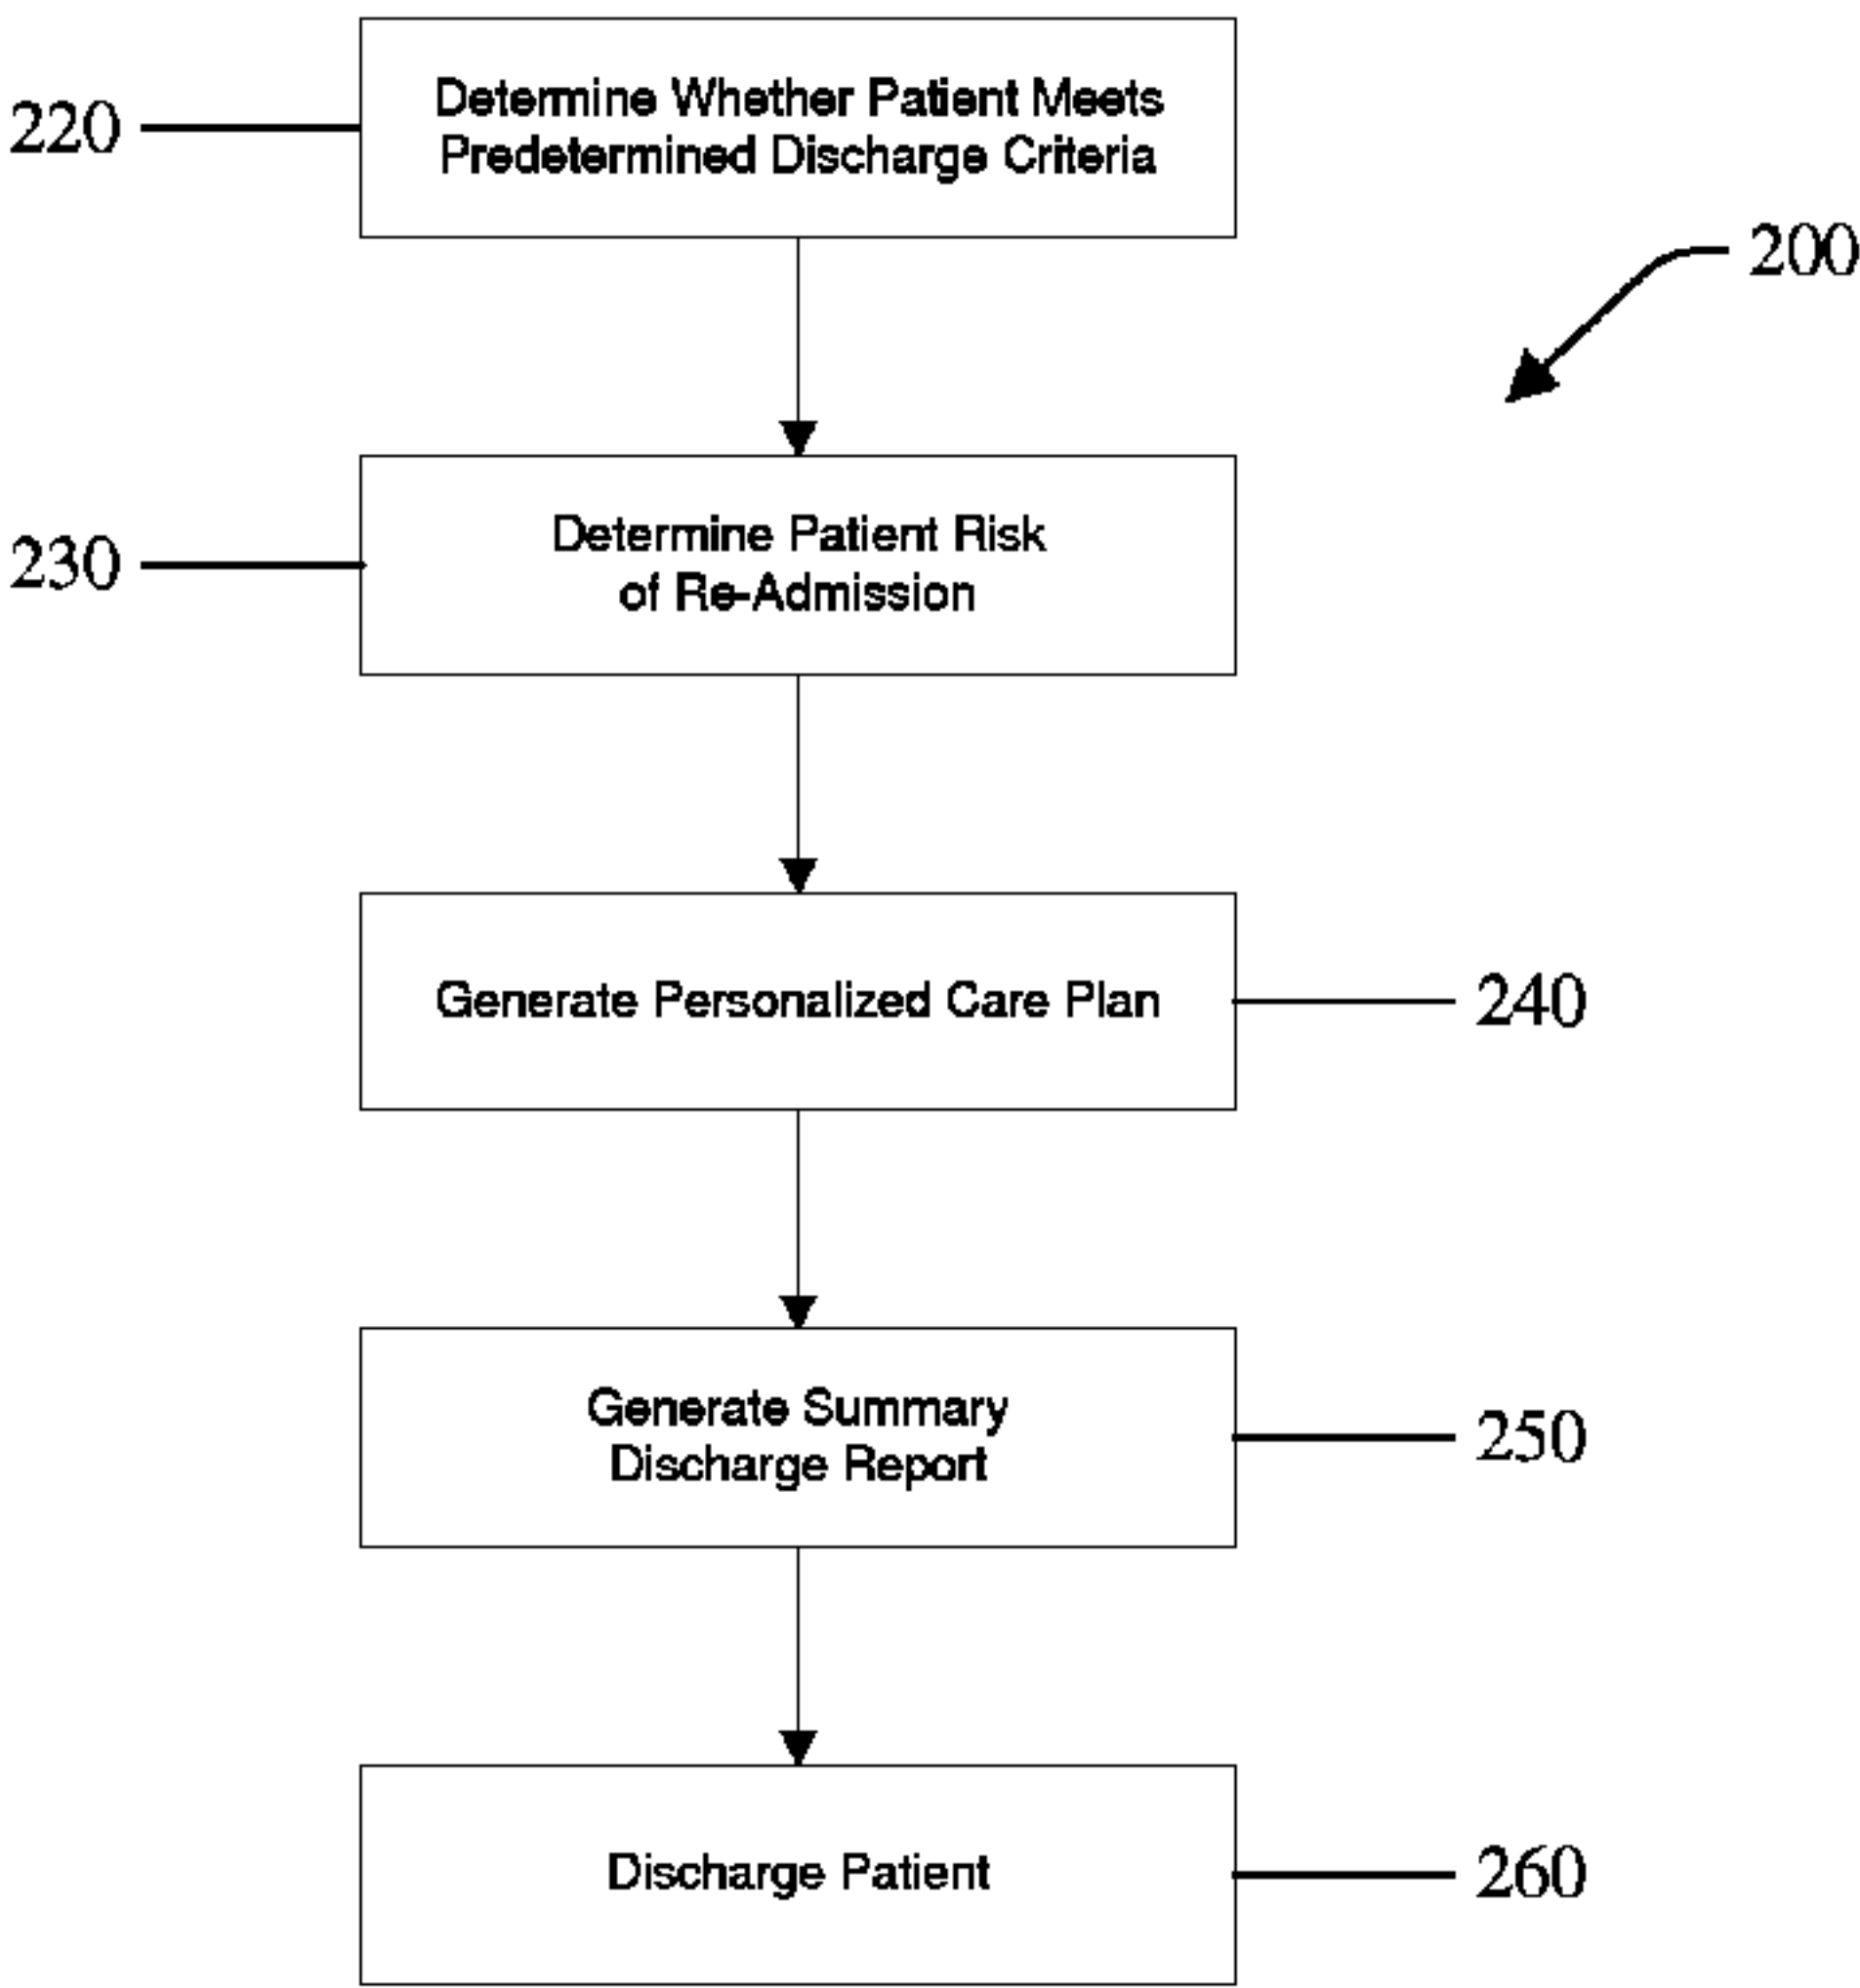 220
Determine Whether Patient Meets
Predetermined Discharge Criteria
200
230
Determine Patient Risk
of Re-Admission
Generate Personalized Care Plan
240
Generate Summary
Discharge Report
250
Discharge Patient
260